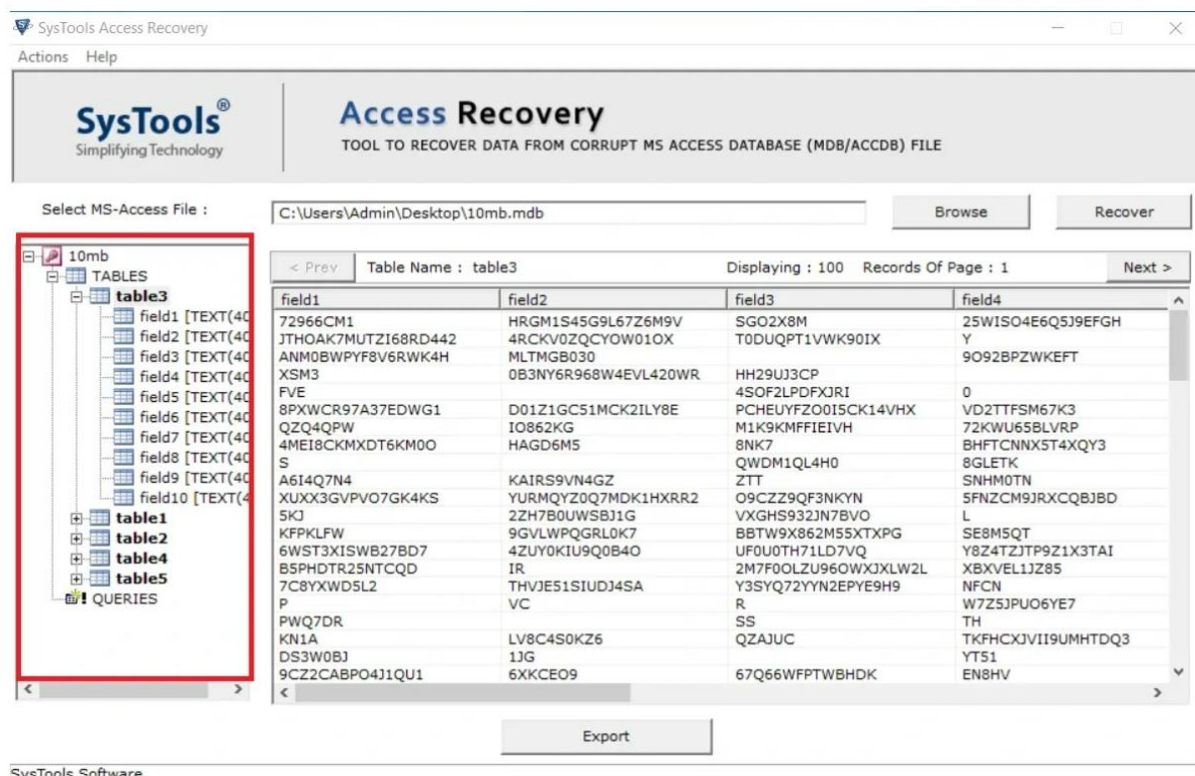 SysTools Access Recovery
Actions Help
SysTools®
Simplifying Technology
Access Recovery
TOOL TO RECOVER DATA FROM CORRUPT MS ACCESS DATABASE (MDB/ACCDB) FILE
Select MS-Access File :
C:\Users\Admin\Desktop\10mb.mdb
Browse
Recover
10mb
TABLES
table3
field1 [TEXT(40
field2 [TEXT(40
field3 [TEXT(40
field4 [TEXT(40
field5 [TEXT(40
field6 [TEXT(40
field7 [TEXT(40
field8 [TEXT(40
field9 [TEXT(40
field10 [TEXT(4
table1
table2
table4
table5
QUERIES
< Prev Table Name : table3 Displaying : 100 Records Of Page : 1 Next >
field1 field2 field3 field4
72966CM1 HRGM1S45G9L67Z6M9V SGO2X8M 25WISO4E6Q5J9EFGH
JTHOAK7MUTZI68RD442 4RCKV0ZQCYOW01OX T0DUQPT1VWK90IX Y
ANM0BWPYF8V6RWK4H MLTMGB030 9O92BPZWKEFT
XSM3 0B3NY6R968W4EVL420WR HH29UJ3CP
FVE 4SOF2LPDFXJRI 0
8PXWCR97A37EDWG1 D01Z1GC51MCK2ILY8E PCHEUYFZO0I5CK14VHX VD2TTFSM67K3
QZQ4QPW IO862KG M1K9KMFFIEIVH 72KWU65BLVRP
4MEI8CKMXDT6KM0O HAGD6M5 8NK7 BHFTCNNX5T4XQY3
S QWDM1QL4H0 8GLETK
A6I4Q7N4 KAIRS9VN4GZ ZTT SNHM0TN
XUXX3GVPVO7GK4KS YURMQYZ0Q7MDK1HXRR2 O9CZZ9QF3NKYN 5FNZCM9JRXCQBJBD
5KJ 2ZH7B0UWSBJ1G VXGHS932JN7BVO L
KFPKLFW 9GVLWPQGRL0K7 BBTW9X862M55XTXPG SE8M5QT
6WST3XISWB27BD7 4ZUY0KIU9Q0B4O UF0U0TH71LD7VQ Y8Z4TZJTP9Z1X3TAI
B5PHDTR25NTCQD IR 2M7F0OLZU96OWXJXLW2L XBXVEL1JZ85
7C8YXWD5L2 THVJE51SIUDJ4SA Y3SYQ72YYN2EPYE9H9 NFCN
P VC R W7Z5JPUO6YE7
PWQ7DR SS TH
KN1A LV8C4S0KZ6 QZAJUC TKFHCXJVII9UMHTDQ3
DS3W0BJ 1JG YT51
9CZ2CABPO4J1QU1 6XKCEO9 67Q66WFPTWBHDK EN8HV
Export
SysTools Software